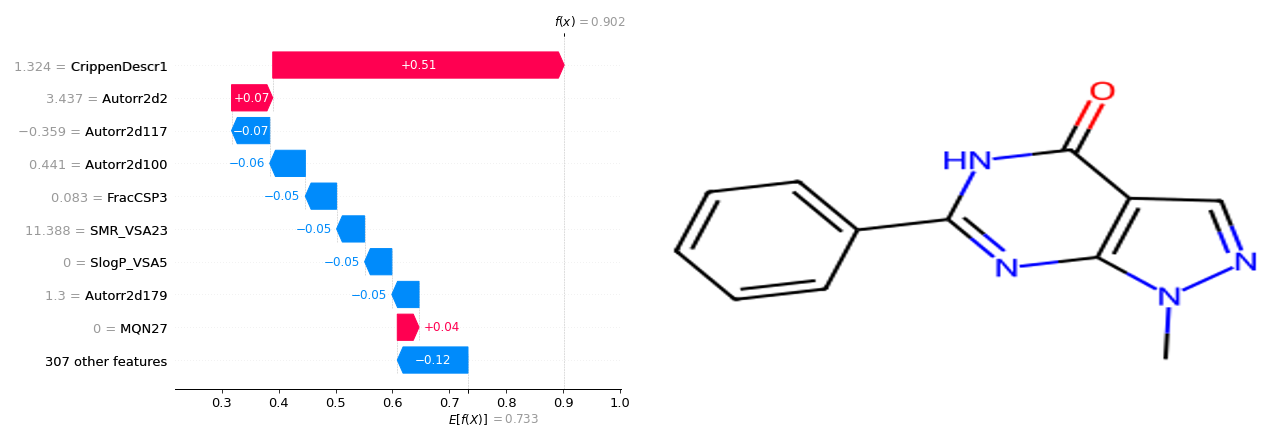 f(x) = 0.902
1.324 = CrippenDescr1
+0.51
3.437 = Autorr2d2
+0.07
−0.359 = Autorr2d117
−0.07
0.441 = Autorr2d100
−0.06
0.083 = FracCSP3
−0.05
11.388 = SMR_VSA23
−0.05
0 = SlogP_VSA5
−0.05
1.3 = Autorr2d179
−0.05
0 = MQN27
+0.04
307 other features
−0.12
0.3 0.4 0.5 0.6 0.7 0.8 0.9 1.0
E[f(X)] = 0.733
O
HN
N
N
N